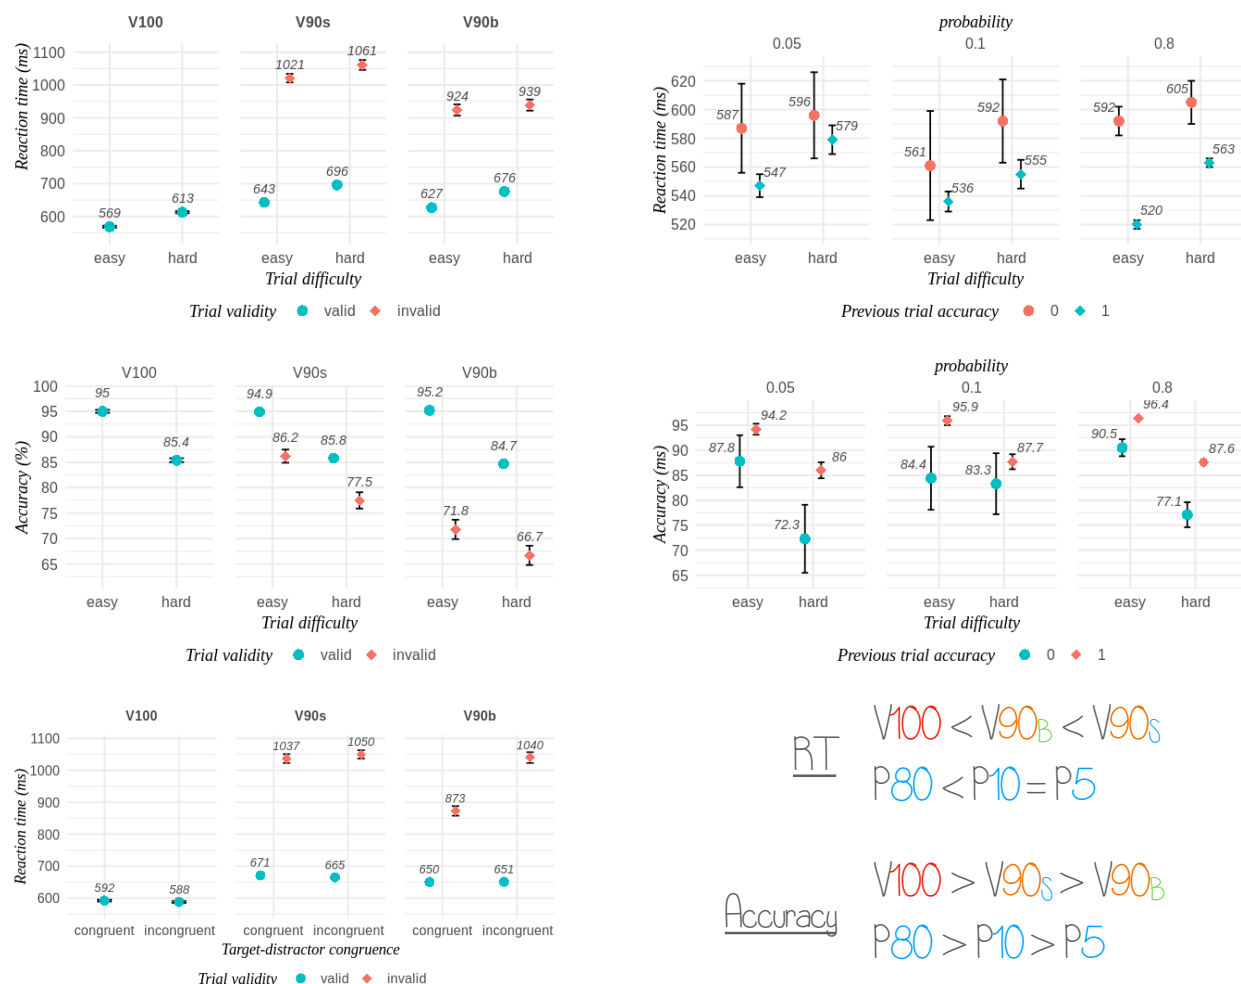 V100 V90s V90b
Reaction time (ms)
1100
1000
900
800
700
600
569 613
643 1021 696 1061
627 924 676 939
easy hard easy hard easy hard
Trial difficulty
Trial validity valid invalid
probability
0.05 0.1 0.8
Reaction time (ms)
620
600
580
560
540
520
587 547 596 579
561 536 592 555
592 520 605 563
easy hard easy hard easy hard
Trial difficulty
Previous trial accuracy 0 1
V100 V90s V90b
Accuracy (%)
100
95
90
85
80
75
70
65
95 85.4
94.9 86.2 85.8 77.5
95.2 71.8 84.7 66.7
easy hard easy hard easy hard
Trial difficulty
Trial validity valid invalid
probability
0.05 0.1 0.8
Accuracy (ms)
95
90
85
80
75
70
65
87.8 94.2 72.3 86
84.4 95.9 83.3 87.7
90.5 96.4 77.1 87.6
easy hard easy hard easy hard
Trial difficulty
Previous trial accuracy 0 1
V100 V90s V90b
Reaction time (ms)
1100
1000
900
800
700
600
592 588
671 1037 665 1050
650 873 651 1040
congruent incongruent congruent incongruent congruent incongruent
Target-distractor congruence
Trial validity valid invalid
RT
V100 < V90B < V90S
P80 < P10 = P5
Accuracy
V100 > V90S > V90B
P80 > P10 > P5